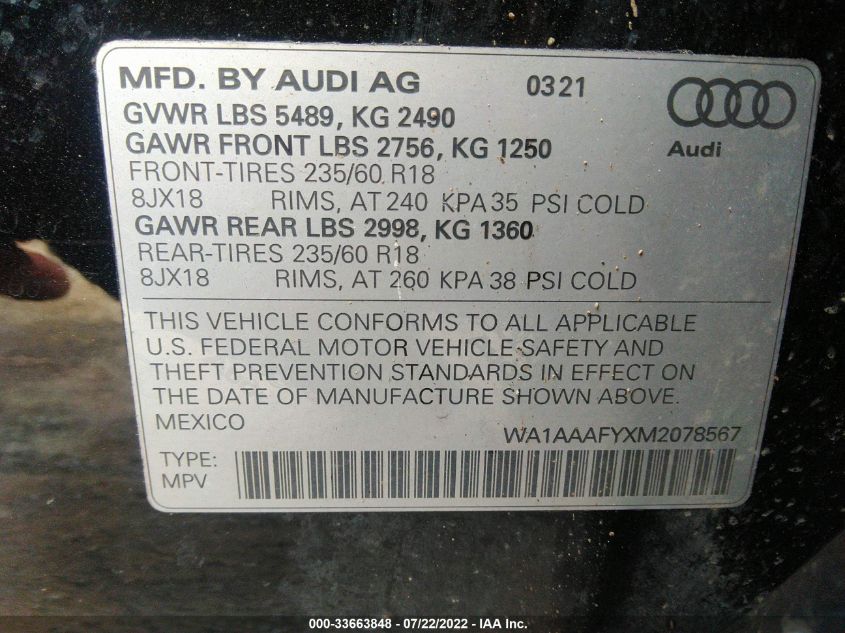 MFD. BY AUDI AG 0321
GVWR LBS 5489, KG 2490
GAWR FRONT LBS 2756, KG 1250
Audi
FRONT-TIRES 235/60 R18
8JX18 RIMS, AT 240 KPA 35 PSI COLD
GAWR REAR LBS 2998, KG 1360
REAR-TIRES 235/60 R18
8JX18 RIMS, AT 260 KPA 38 PSI COLD
THIS VEHICLE CONFORMS TO ALL APPLICABLE
U.S. FEDERAL MOTOR VEHICLE SAFETY AND
THEFT PREVENTION STANDARDS IN EFFECT ON
THE DATE OF MANUFACTURE SHOWN ABOVE.
MEXICO
WA1AAAFYXM2078567
TYPE:
MPV
000-33663848 - 07/22/2022 - IAA Inc.